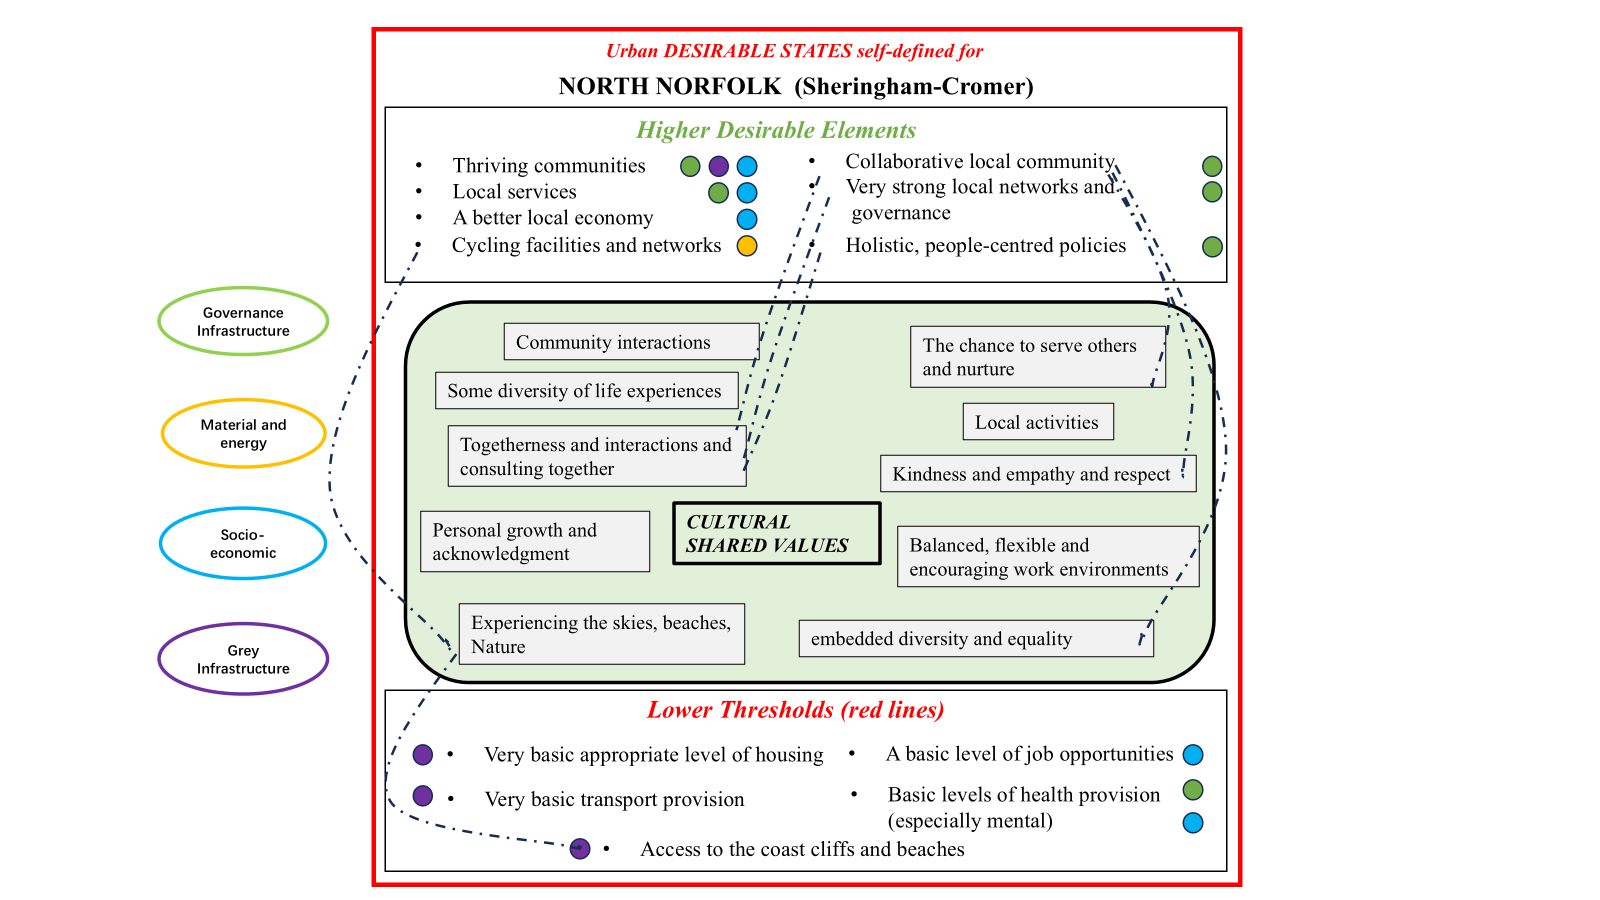 Urban DESIRABLE STATES self-defined for
NORTH NORFOLK (Sheringham-Cromer)
Higher Desirable Elements
• Thriving communities
• Local services
• A better local economy
• Cycling facilities and networks
• Collaborative local community
• Very strong local networks and
governance
• Holistic, people-centred policies
Governance
Infrastructure
Material and
energy
Socio-
economic
Grey
Infrastructure
Community interactions
Some diversity of life experiences
Togetherness and interactions and
consulting together
Personal growth and
acknowledgment
Experiencing the skies, beaches,
Nature
CULTURAL
SHARED VALUES
The chance to serve others
and nurture
Local activities
Kindness and empathy and respect
Balanced, flexible and
encouraging work environments
embedded diversity and equality
Lower Thresholds (red lines)
• Very basic appropriate level of housing
• Very basic transport provision
• A basic level of job opportunities
• Basic levels of health provision
(especially mental)
• Access to the coast cliffs and beaches